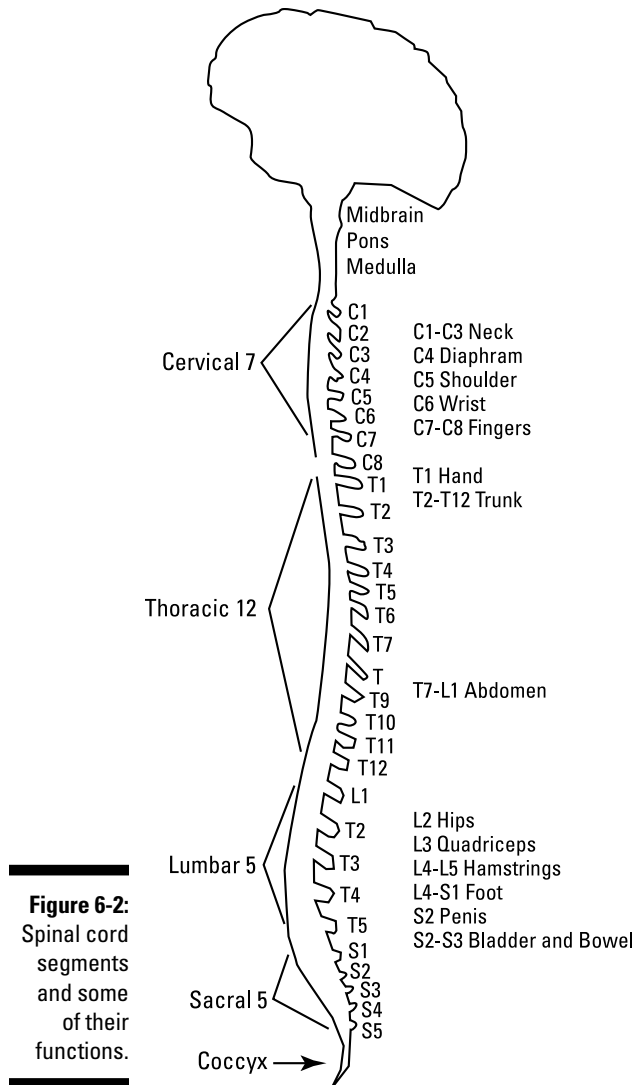 Midbrain
Pons
Medulla
Cervical 7
C1
C2
C3
C4
C5
C6
C7
C8
C1-C3 Neck
C4 Diaphram
C5 Shoulder
C6 Wrist
C7-C8 Fingers
Thoracic 12
T1
T2
T3
T4
T5
T6
T7
T
T9
T10
T11
T12
T1 Hand
T2-T12 Trunk
T7-L1 Abdomen
Lumbar 5
L1
T2
T3
T4
T5
L2 Hips
L3 Quadriceps
L4-L5 Hamstrings
L4-S1 Foot
S2 Penis
S2-S3 Bladder and Bowel
Sacral 5
S1
S2
S3
S4
S5
Coccyx
Figure 6-2:
Spinal cord
segments
and some
of their
functions.